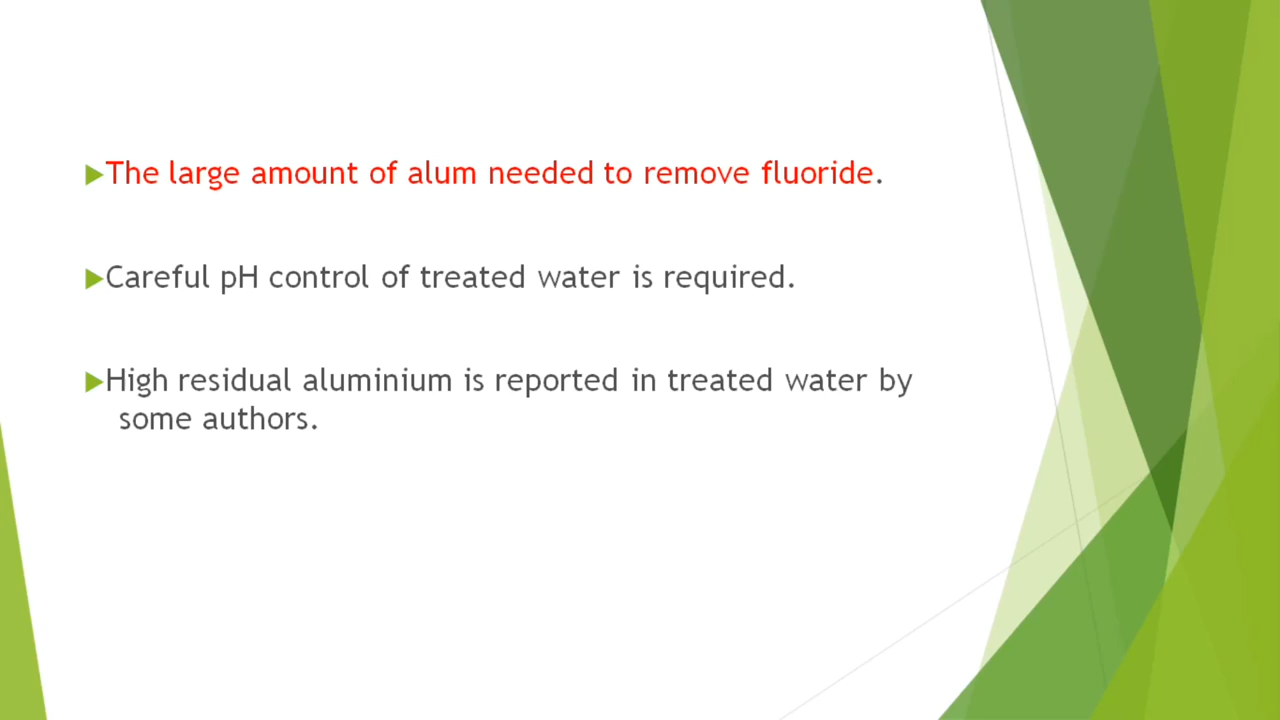 The large amount of alum needed to remove fluoride.
Careful pH control of treated water is required.
High residual aluminium is reported in treated water by
some authors.